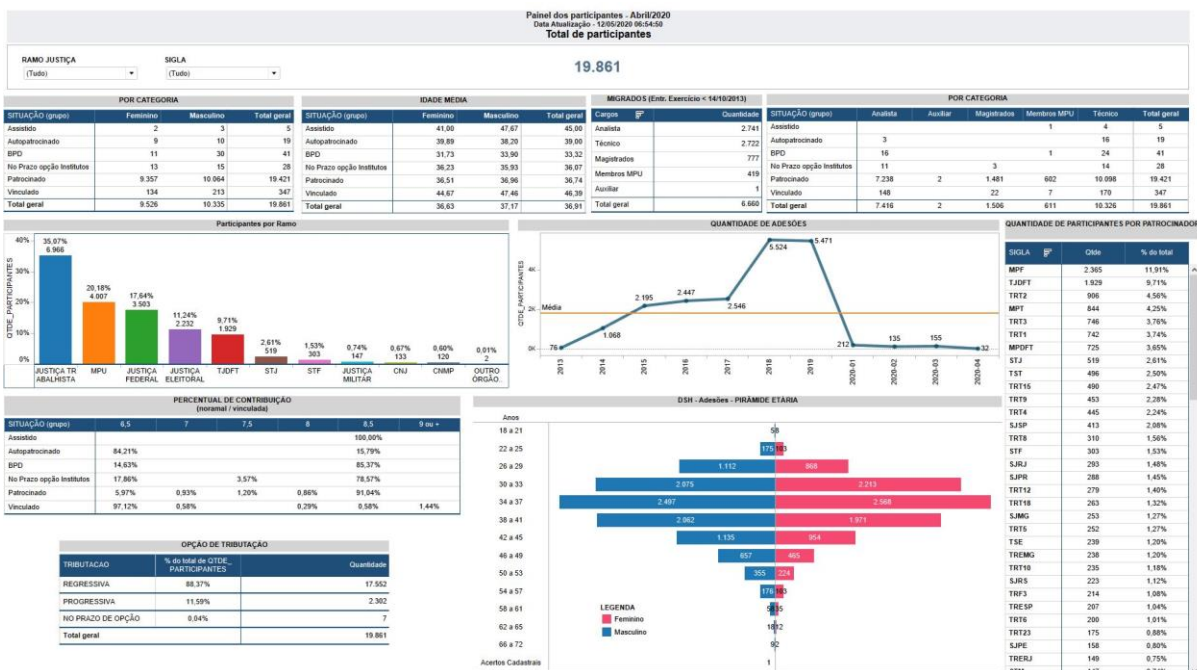 Painel dos participantes - Abril/2020
Data Atualização - 12/05/2020 06:54:50
Total de participantes
RAMO JUSTIÇA SIGLA
(Tudo) (Tudo)
19.861
POR CATEGORIA
SITUAÇÃO (grupo) Feminino Masculino Total geral
Assistido 2 3 5
Autopatrocinado 9 10 19
BPD 11 30 41
No Prazo opção Institutos 13 15 28
Patrocinado 9.357 10.064 19.421
Vinculado 134 213 347
Total geral 9.526 10.335 19.861
IDADE MEDIA
SITUAÇÃO (grupo) Feminino Masculino Total geral
Assistido 41,00 47,67 45,00
Autopatrocinado 39,89 38,20 39,00
BPD 31,73 33,90 33,32
No Prazo opção Institutos 36,23 35,93 36,07
Patrocinado 36,51 36,96 36,74
Vinculado 44,67 47,46 46,39
Total geral 36,63 37,17 36,91
MIGRADOS (Entr. Exercício < 14/10/2013)
Cargos Quantidade
Analista 2.741
Técnico 2.722
Magistrados 777
Membros MPU 419
Auxiliar 1
Total geral 6.660
POR CATEGORIA
SITUAÇÃO (grupo) Analista Auxiliar Magistrados Membros MPU Técnico Total geral
Assistido 1 4 5
Autopatrocinado 3 16 19
BPD 16 1 24 41
No Prazo opção Institutos 11 3 14 28
Patrocinado 7.238 2 1.481 602 10.098 19.421
Vinculado 148 22 7 170 347
Total geral 7.416 2 1.506 611 10.326 19.861
Participantes por Ramo
QTDE_PARTICIPANTES
40%
30%
20%
10%
0%
35,07% 20,18% 17,64% 11,24% 9,71% 2,61% 1,53% 0,74% 0,67% 0,60% 0,01%
6.966 4.007 3.503 2.232 1.929 519 303 147 133 120 2
JUSTIÇA TR MPU JUSTIÇA JUSTIÇA TJDFT STJ STF JUSTIÇA CNJ CNMP OUTRO
ABALHISTA FEDERAL ELEITORAL MILITAR ÓRGÃO..
QUANTIDADE DE ADESÕES
QTDE_PARTICIPANTES
4K
2K
0K
Média
76 1.068 2.195 2.447 2.546 5.524 5.471 212 135 155 32
2013 2014 2015 2016 2017 2018 2019 2020-01 2020-02 2020-03 2020-04
QUANTIDADE DE PARTICIPANTES POR PATROCINADOR
SIGLA Qtde % do total
MPF 2.365 11,91%
TJDFT 1.929 9,71%
TRT2 906 4,56%
MPT 844 4,25%
TRT3 746 3,76%
TRT1 742 3,74%
MPDFT 725 3,65%
STJ 519 2,61%
TST 496 2,50%
TRT15 490 2,47%
TRT9 453 2,28%
TRT4 445 2,24%
SJSP 413 2,08%
TRT8 310 1,56%
STF 303 1,53%
SJRJ 293 1,48%
SJPR 288 1,45%
TRT12 279 1,40%
TRT18 263 1,32%
SJMG 253 1,27%
TRT5 252 1,27%
TSE 239 1,20%
TREMG 238 1,20%
TRT10 235 1,18%
SJRS 223 1,12%
TRF3 214 1,08%
TRESP 207 1,04%
TRT6 200 1,01%
TRT23 175 0,88%
SJPE 158 0,80%
TRERJ 149 0,75%
PERCENTUAL DE CONTRIBUIÇÃO
(noramal / vinculada)
SITUAÇÃO (grupo) 6,5 7 7,5 8 8,5 9 ou +
Assistido 100,00%
Autopatrocinado 84,21% 15,79%
BPD 14,63% 85,37%
No Prazo opção Institutos 17,86% 3,57% 78,57%
Patrocinado 5,97% 0,93% 1,20% 0,86% 91,04%
Vinculado 97,12% 0,58% 0,29% 0,58% 1,44%
OPÇÃO DE TRIBUTAÇÃO
TRIBUTACAO % do total de QTDE_ PARTICIPANTES Quantidade
REGRESSIVA 88,37% 17.552
PROGRESSIVA 11,59% 2.302
NO PRAZO DE OPÇÃO 0,04% 7
Total geral 19.861
DSH - Adesões - PIRÂMIDE ETÁRIA
Anos
18 a 21
22 a 25 175 103
26 a 29 1.112 868
30 a 33 2.075 2.213
34 a 37 2.497 2.568
38 a 41 2.062 1.971
42 a 45 1.135 954
46 a 49 657 465
50 a 53 355 224
54 a 57 176 103
58 a 61
62 a 65
66 a 72
Acertos Cadastrais 1
LEGENDA
Feminino
Masculino